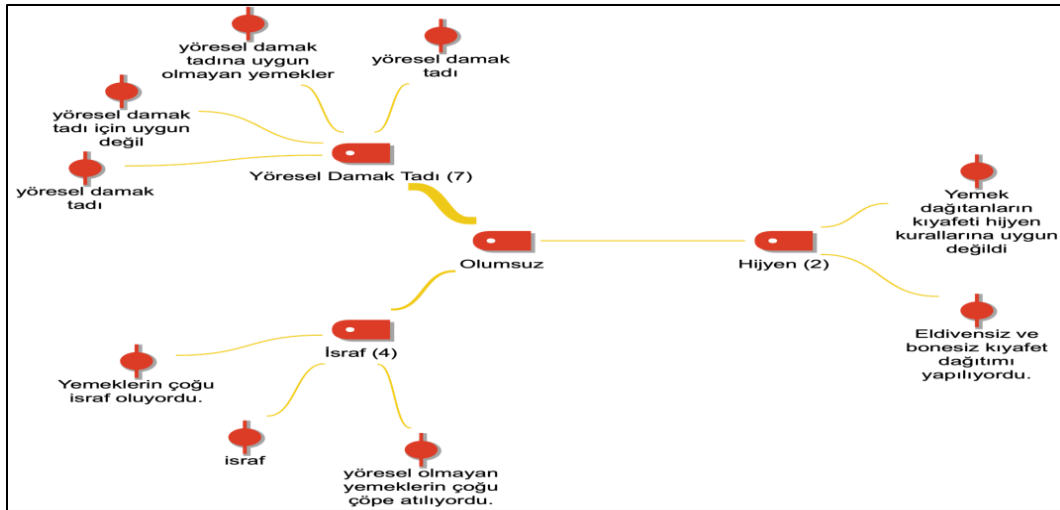 yöresel damak
tadına uygun
olmayan yemekler
yöresel damak
tadı
yöresel damak
tadı için uygun
değil
yöresel damak
tadı
Yöresel Damak Tadı (7)
Olumsuz
Hijyen (2)
Yemek
dağıtanların
kıyafeti hijyen
kurallarına uygun
değildi
Eldivensiz ve
bonesiz kıyafet
dağıtımı
yapılıyordu.
İsraf (4)
Yemeklerin çoğu
israf oluyordu.
israf
yöresel olmayan
yemeklerin çoğu
çöpe atılıyordu.